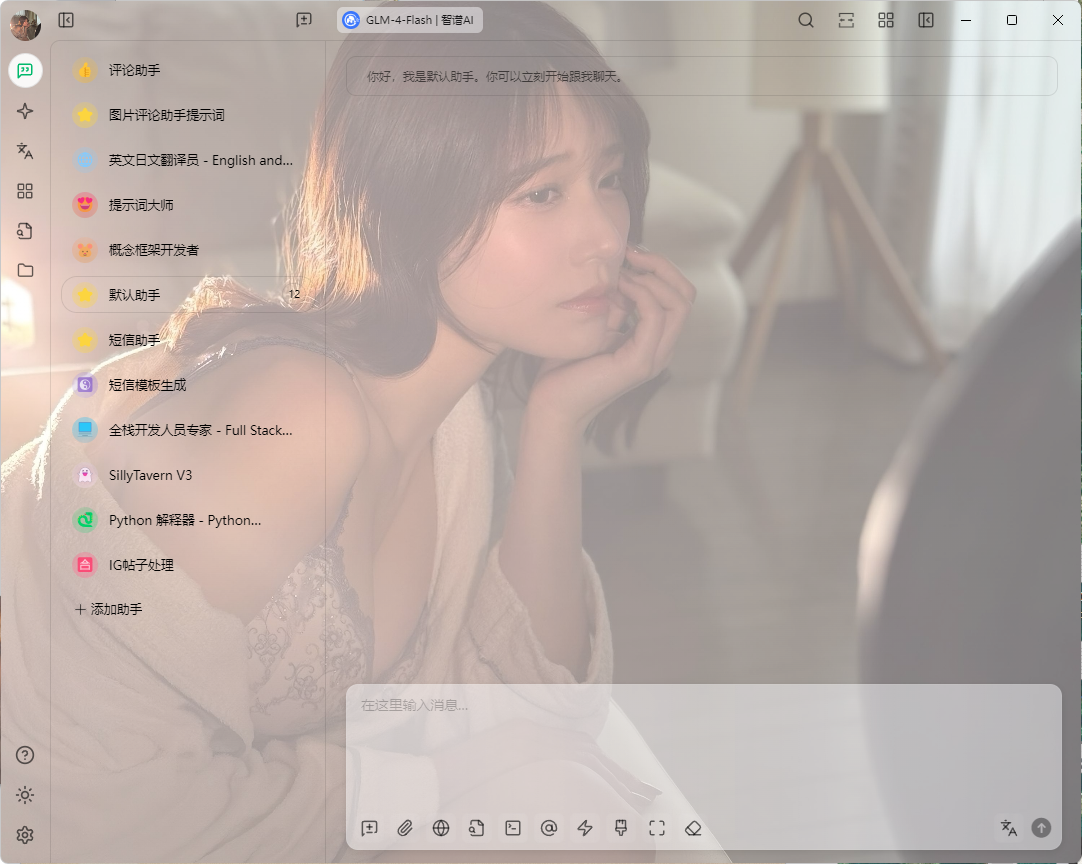 GLM-4-Flash | 智谱AI
评论助手
图片评论助手提示词
英文日文翻译员 - English and...
提示词大师
概念框架开发者
默认助手
12
短信助手
短信模板生成
全栈开发人员专家 - Full Stack...
SillyTavern V3
Python 解释器 - Python...
IG帖子处理
添加助手
你好，我是默认助手。你可以立刻开始跟我聊天。
在这里输入消息...